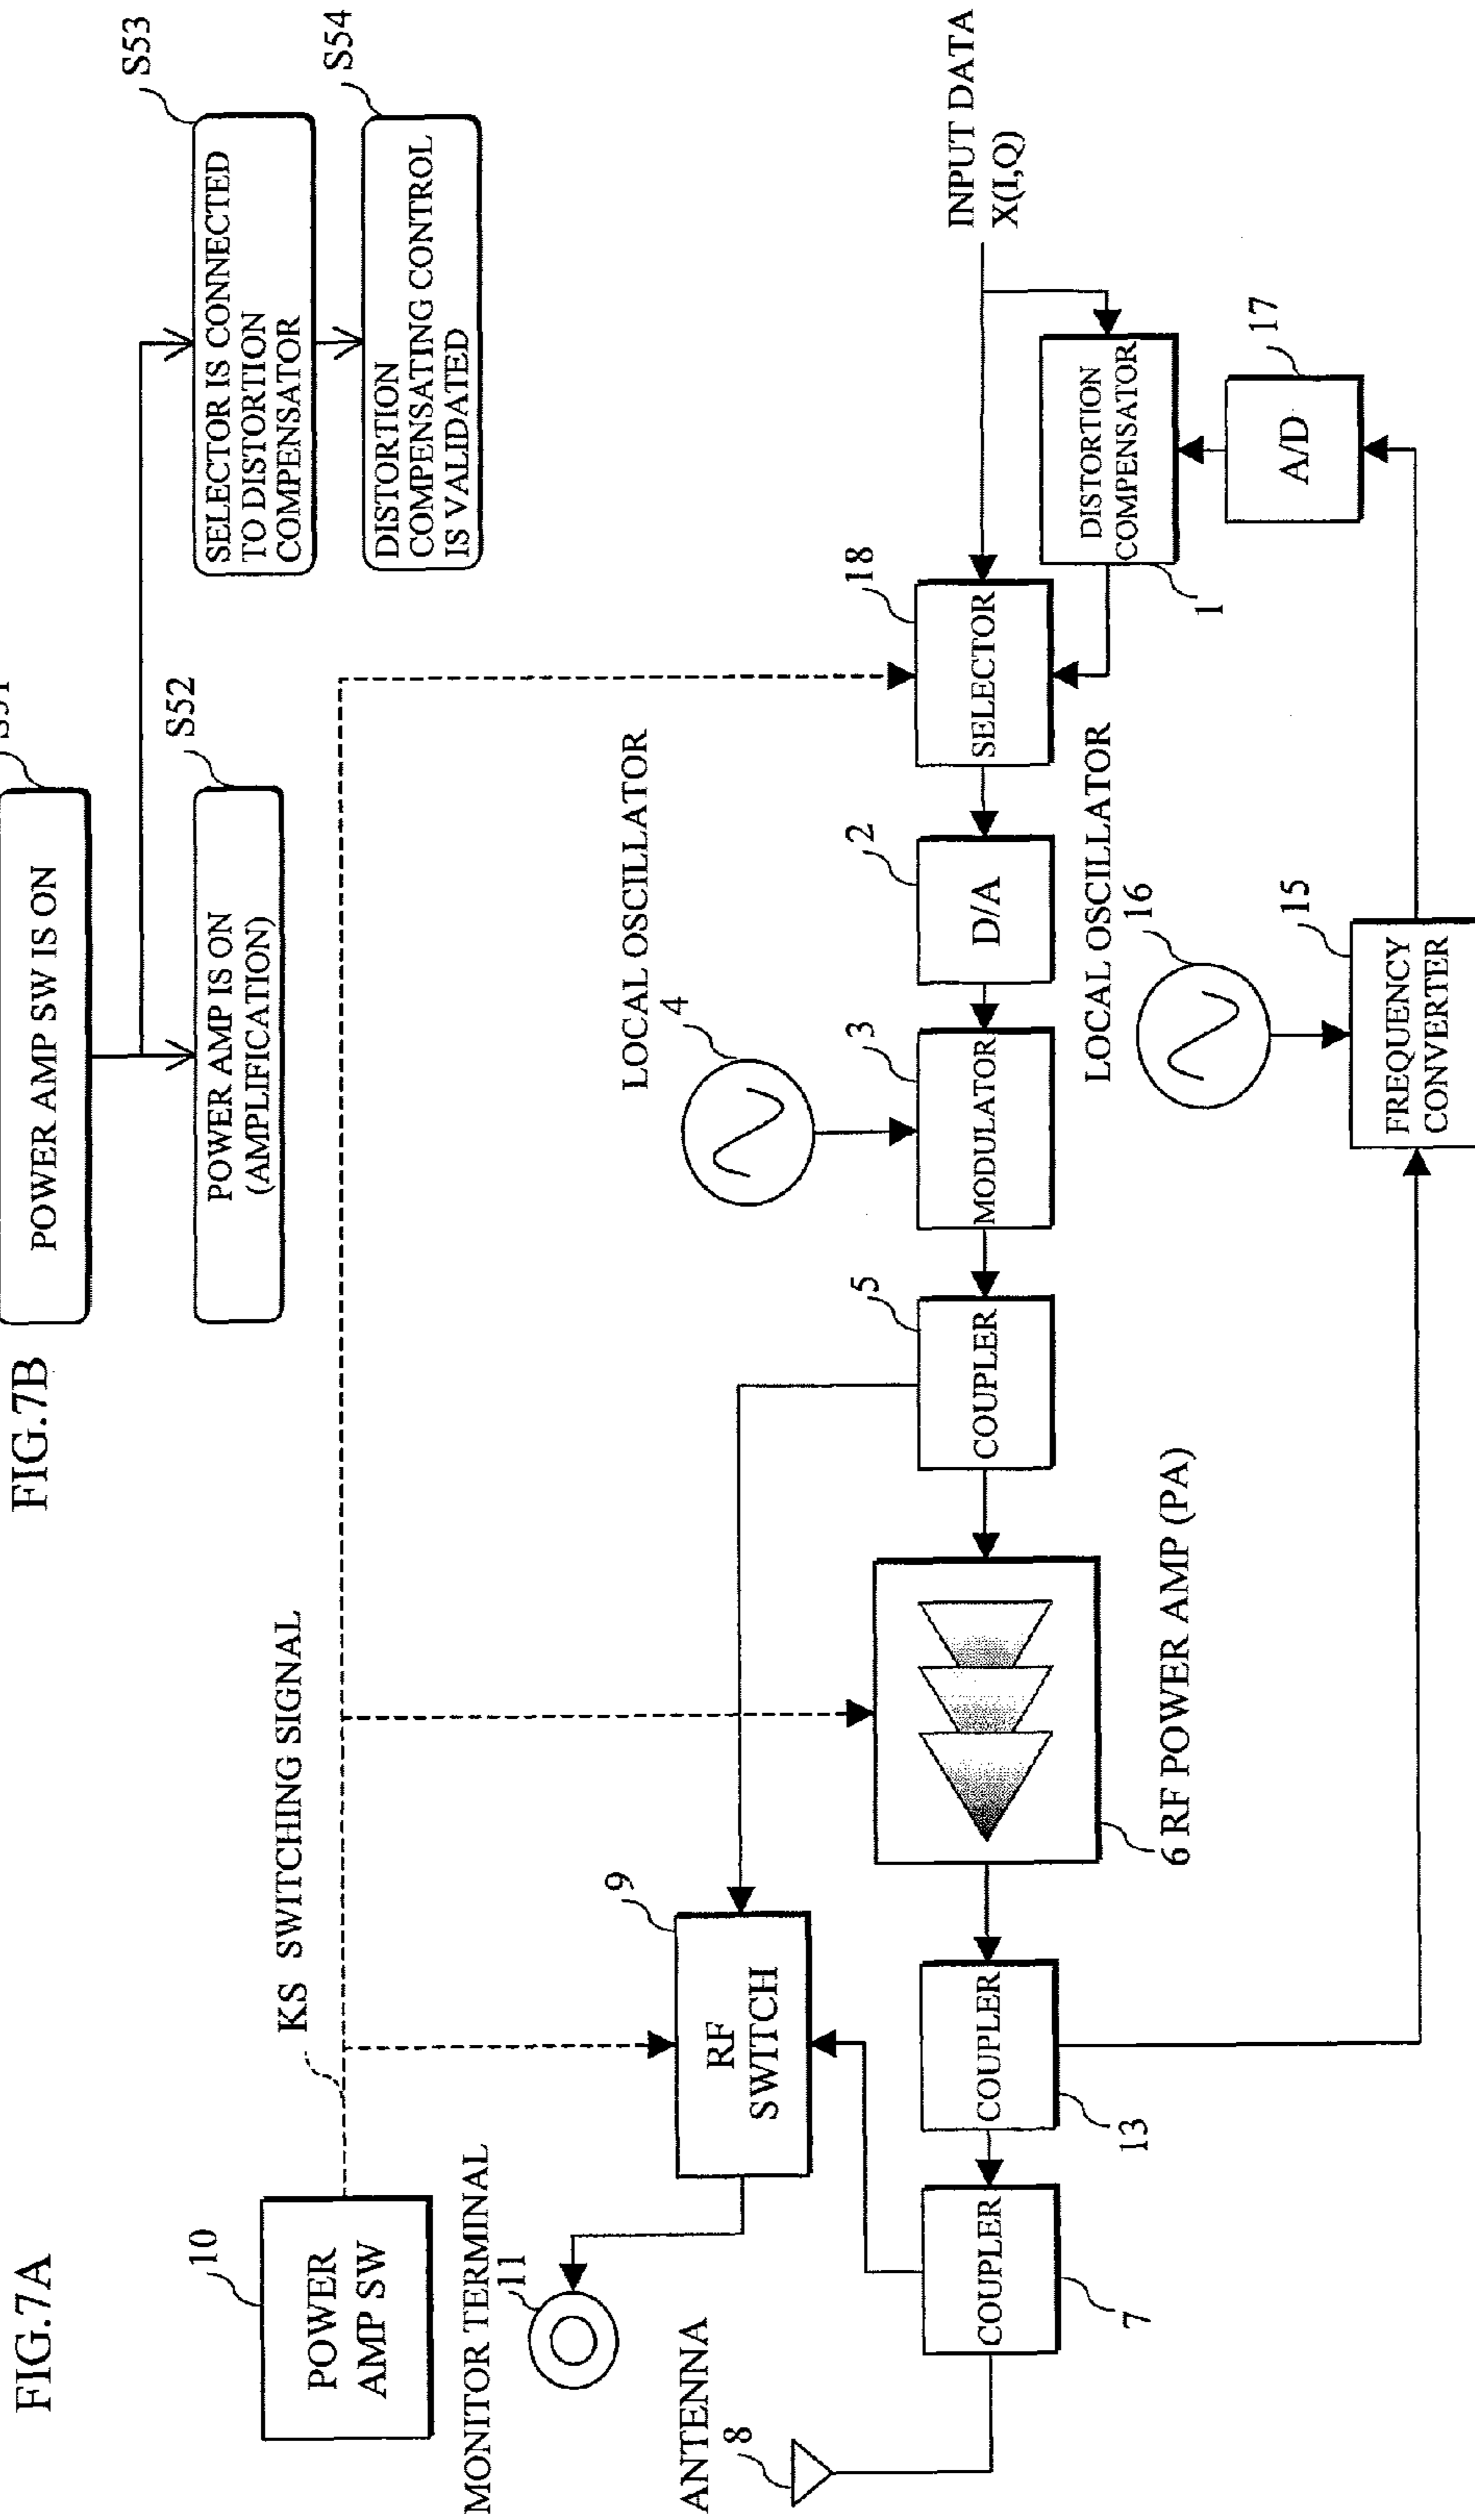 FIG.7A
FIG.7B
POWER AMP SW IS ON
S52
POWER AMP IS ON
(AMPLIFICATION)
S53
SELECTOR IS CONNECTED
TO DISTORTION
COMPENSATOR
S54
DISTORTION
COMPENSATING CONTROL
IS VALIDATED
10
POWER
AMP SW
KS SWITCHING SIGNAL
MONITOR TERMINAL
11
9
RF
SWITCH
LOCAL OSCILLATOR
4
ANTENNA
8
COUPLER
7
COUPLER
13
6 RF POWER AMP (PA)
5
COUPLER
3
MODULATOR
2
D/A
18
SELECTOR
INPUT DATA
X(I,Q)
DISTORTION
COMPENSATOR
1
LOCAL OSCILLATOR
16
15
FREQUENCY
CONVERTER
17
A/D